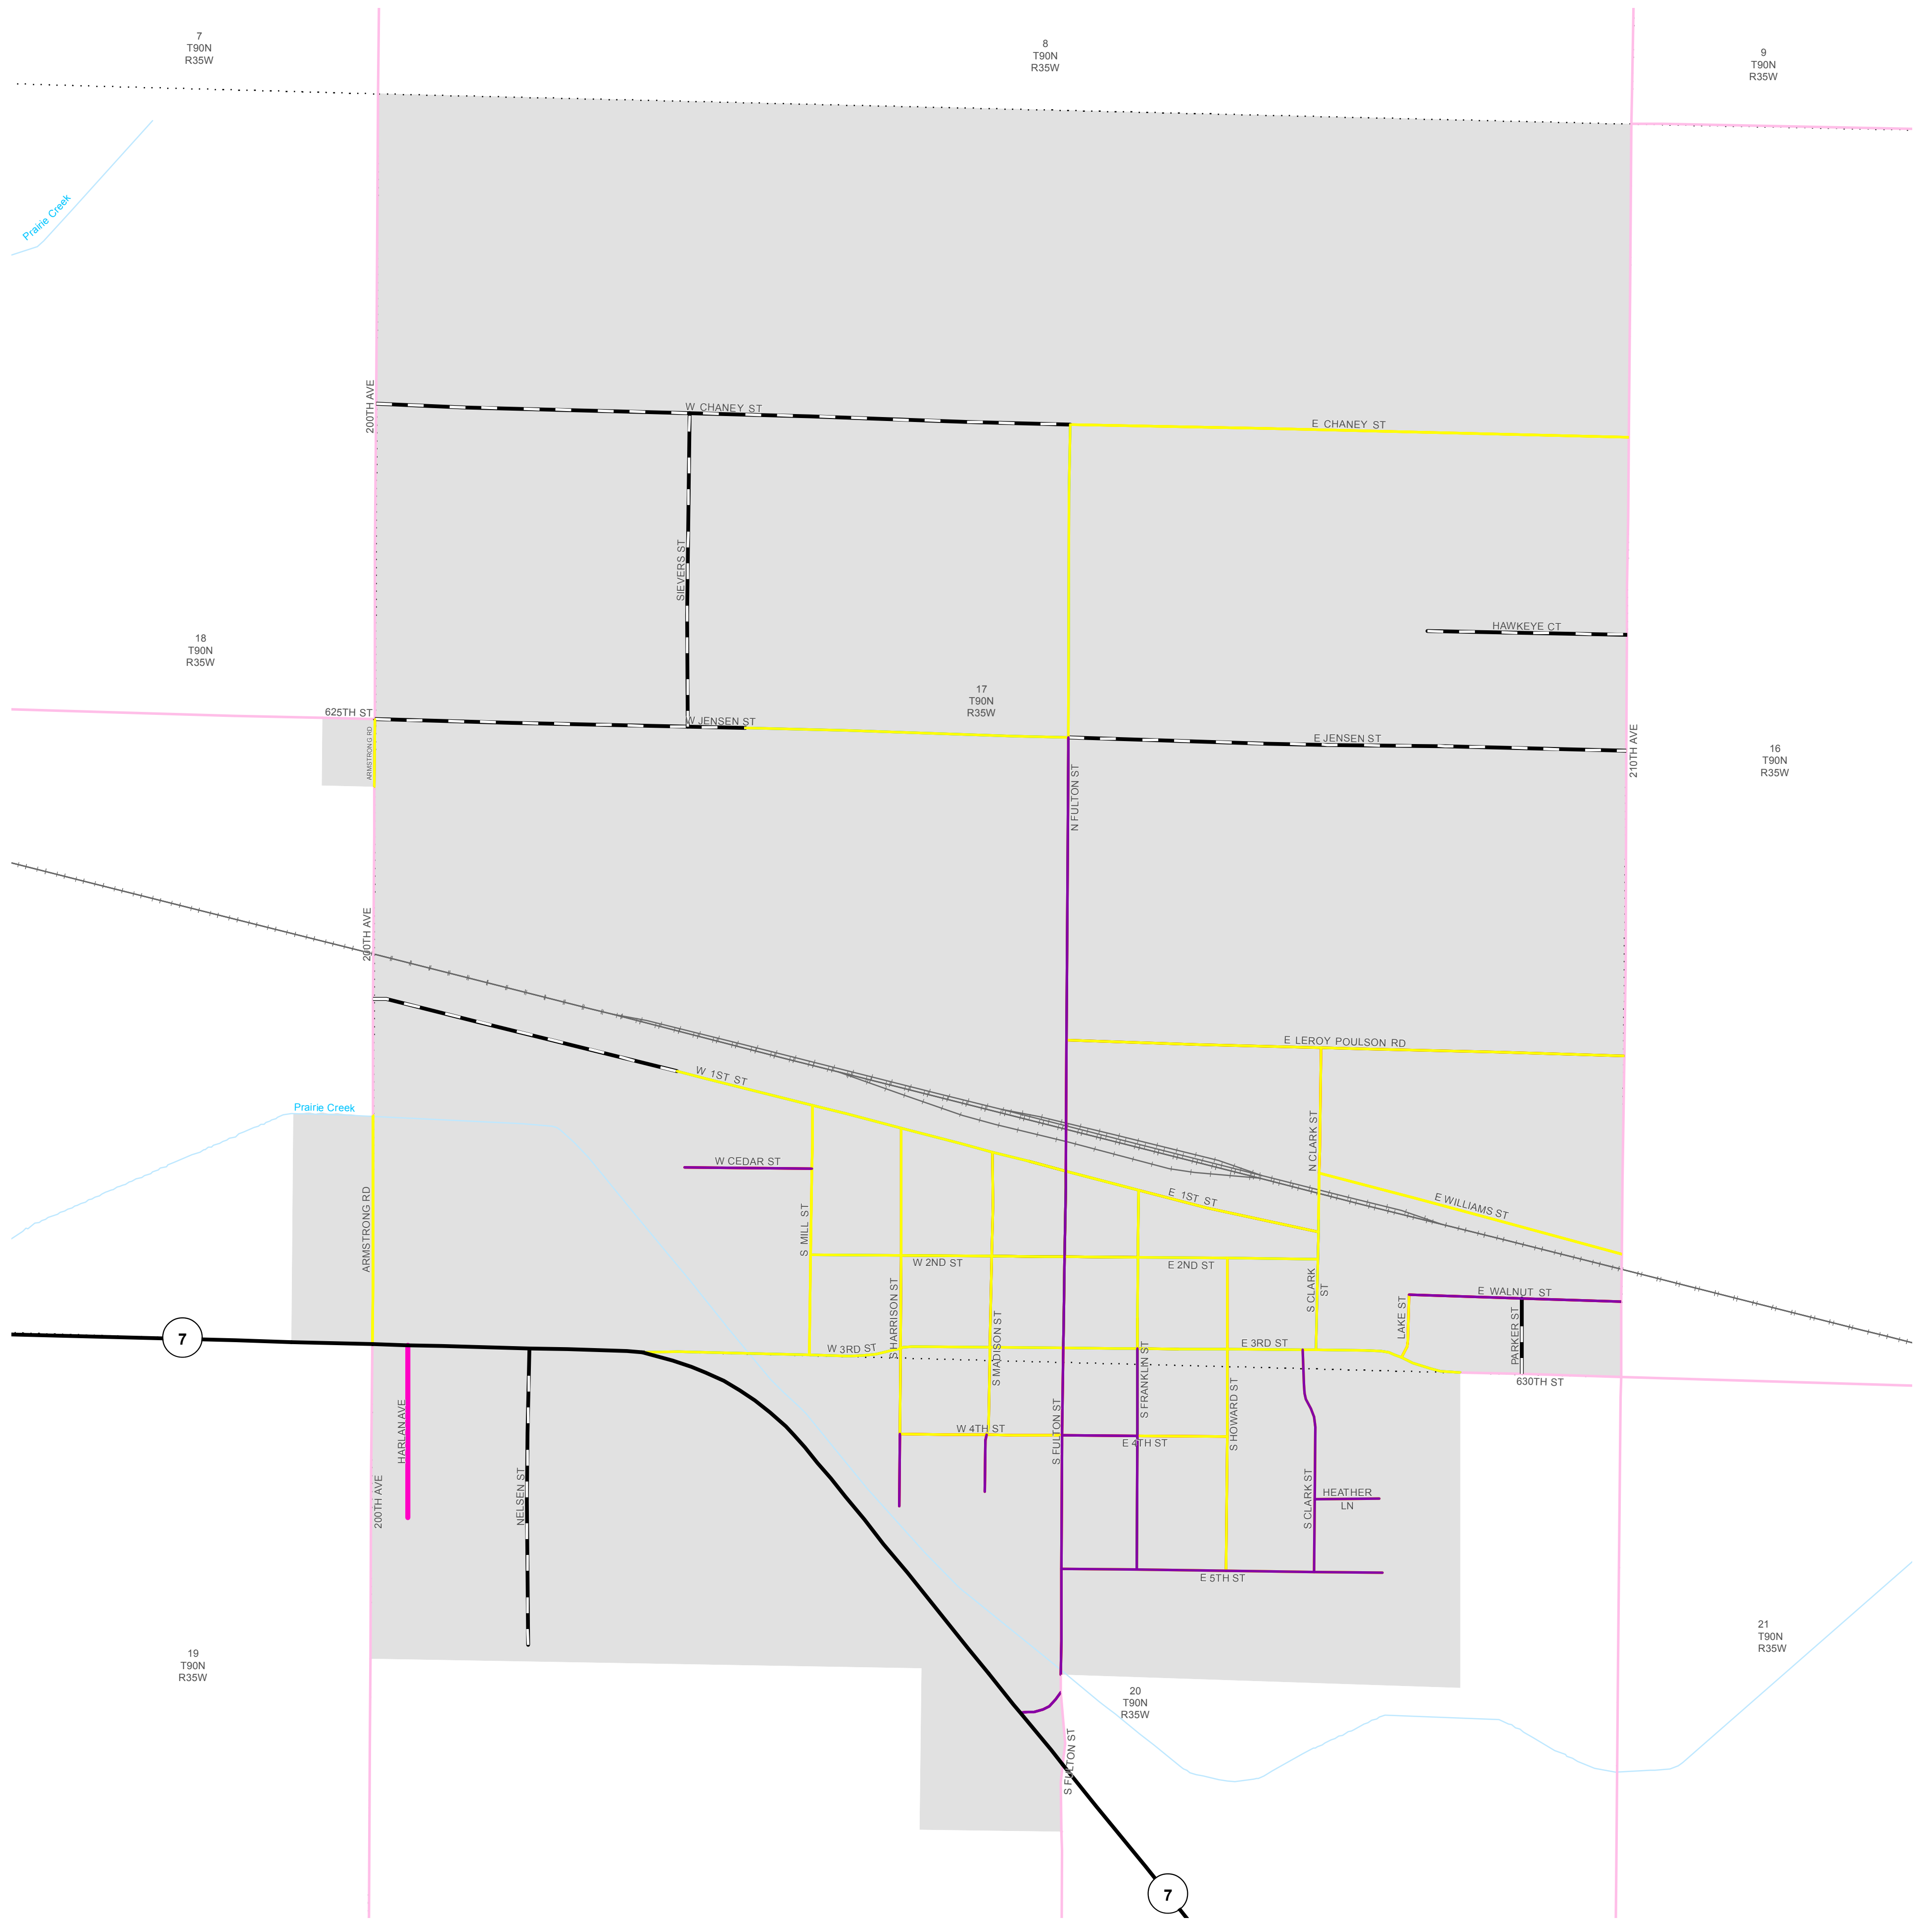 7
T90N
R35W
8
T90N
R35W
9
T90N
R35W
Prairie Creek
200TH AVE
W CHANEY ST
E CHANEY ST
SIEVERS ST
HAWKEYE CT
18
T90N
R35W
17
T90N
R35W
625TH ST
ARMSTRONG RD
W JENSEN ST
E JENSEN ST
N FULTON ST
210TH AVE
16
T90N
R35W
200TH AVE
E LEROY POULSON RD
W 1ST ST
Prairie Creek
N CLARK ST
W CEDAR ST
E 1ST ST
E WILLIAMS ST
ARMSTRONG RD
S MILL ST
W 2ND ST
E 2ND ST
S HARRISON ST
S CLARK
ST
E WALNUT ST
LAKE ST
PARKER ST
7
W 3RD ST
S MADISON ST
E 3RD ST
S FRANKLIN ST
630TH ST
HARLAN AVE
S HOWARD ST
W 4TH ST
S FULTON ST
E 4TH ST
200TH AVE
NELSEN ST
S CLARK ST
HEATHER
LN
E 5TH ST
19
T90N
R35W
21
T90N
R35W
20
T90N
R35W
S FULTON ST
7